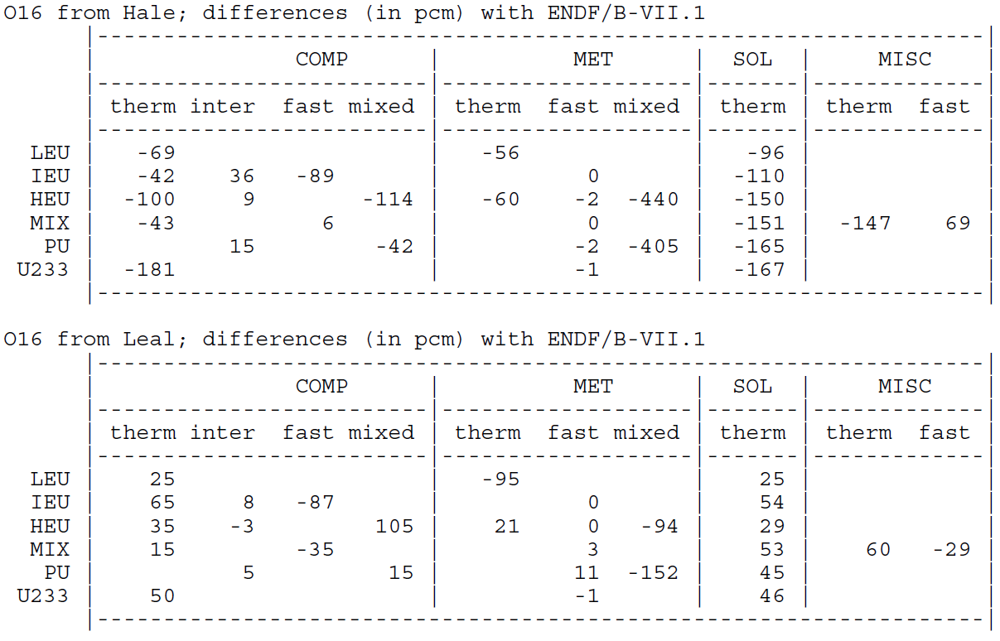 O16 from Hale; differences (in pcm) with ENDF/B-VII.1
|-------------------------------------------------------------------|
|               COMP       |        MET        |  SOL  |     MISC    |
|-------------------------|-------------------|-------|-------------|
| therm inter  fast mixed | therm  fast mixed | therm | therm  fast |
|-------------------------|-------------------|-------|-------------|
LEU |   -69                   |   -56             |   -96 |             |
IEU |   -42    36   -89       |           0       |  -110 |             |
HEU |  -100     9        -114 |   -60    -2  -440 |  -150 |             |
MIX |   -43           6       |           0       |  -151 |  -147    69 |
PU |          15         -42 |          -2  -405 |  -165 |             |
U233 |  -181                   |          -1       |  -167 |             |
|-------------------------------------------------------------------|
O16 from Leal; differences (in pcm) with ENDF/B-VII.1
|-------------------------------------------------------------------|
|               COMP       |        MET        |  SOL  |     MISC    |
|-------------------------|-------------------|-------|-------------|
| therm inter  fast mixed | therm  fast mixed | therm | therm  fast |
|-------------------------|-------------------|-------|-------------|
LEU |    25                   |   -95             |    25 |             |
IEU |    65     8   -87       |           0       |    54 |             |
HEU |    35    -3         105 |    21     0   -94 |    29 |             |
MIX |    15         -35       |           3       |    53 |    60   -29 |
PU |           5          15 |          11  -152 |    45 |             |
U233 |    50                   |          -1       |    46 |             |
|-------------------------------------------------------------------|